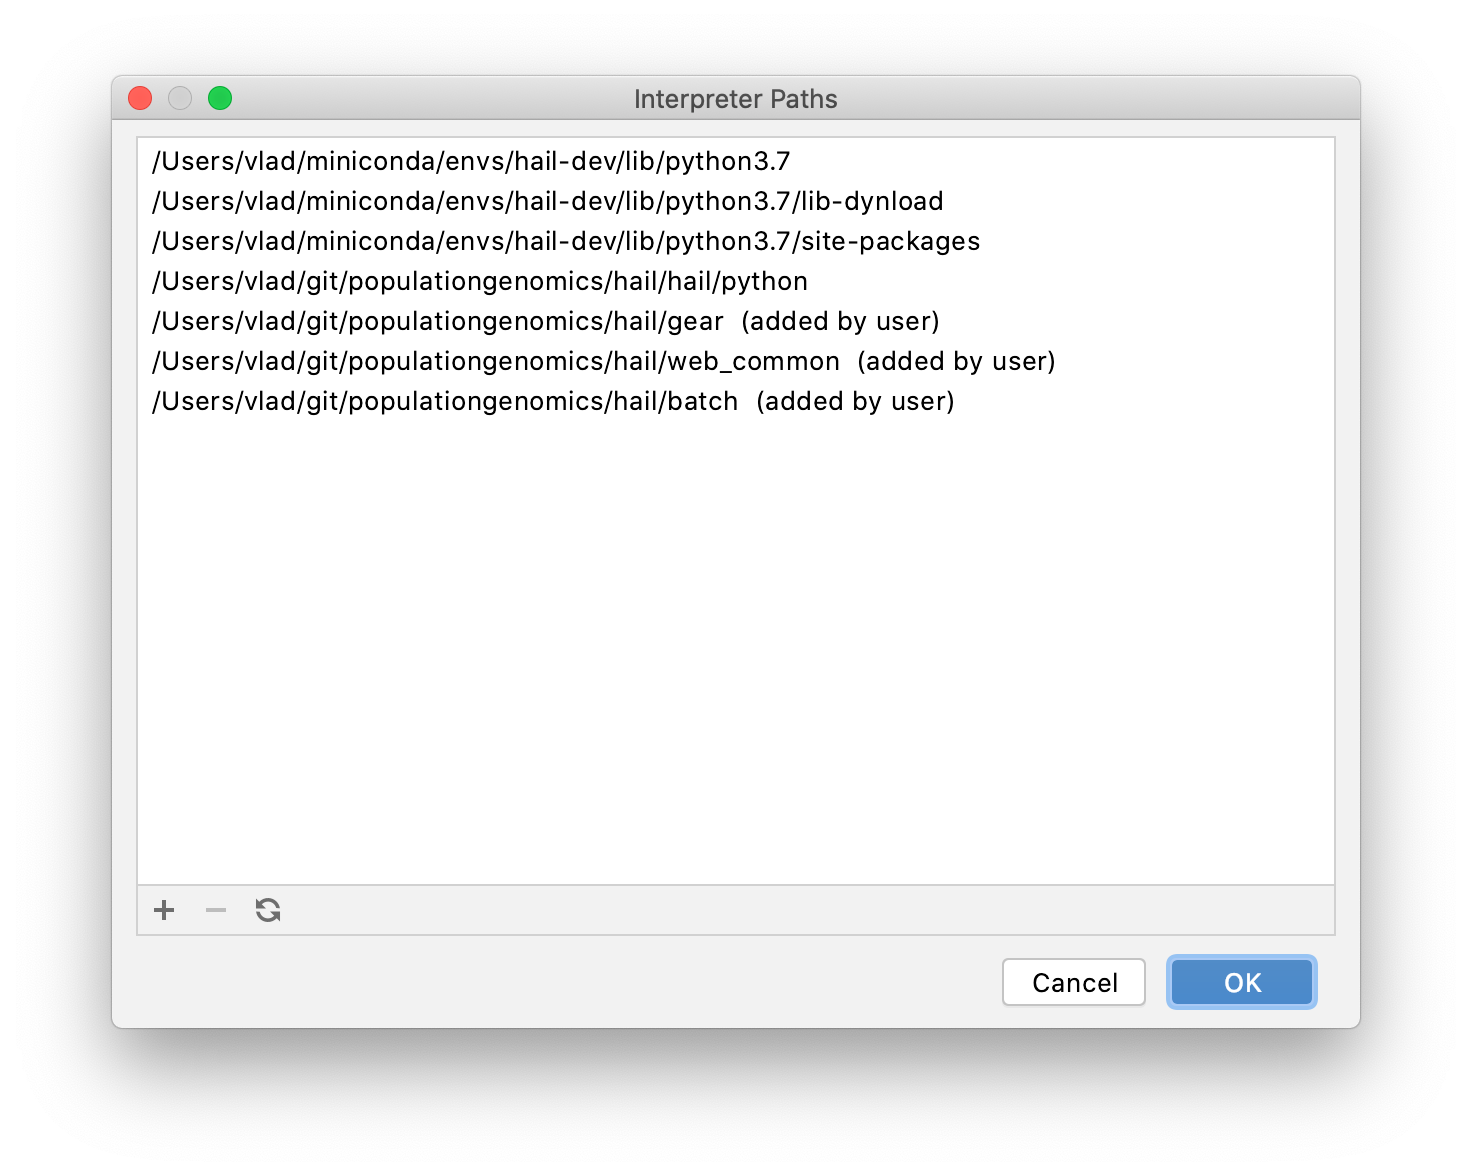 Interpreter Paths
/Users/vlad/miniconda/envs/hail-dev/lib/python3.7
/Users/vlad/miniconda/envs/hail-dev/lib/python3.7/lib-dynload
/Users/vlad/miniconda/envs/hail-dev/lib/python3.7/site-packages
/Users/vlad/git/populationgenomics/hail/hail/python
/Users/vlad/git/populationgenomics/hail/gear (added by user)
/Users/vlad/git/populationgenomics/hail/web_common (added by user)
/Users/vlad/git/populationgenomics/hail/batch (added by user)
Cancel OK